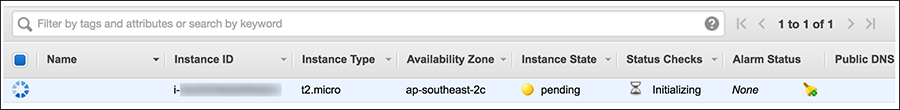 Filter by tags and attributes or search by keyword
1 to 1 of 1
Name Instance ID Instance Type Availability Zone Instance State Status Checks Alarm Status Public DNS
i- t2.micro ap-southeast-2c pending Initializing None